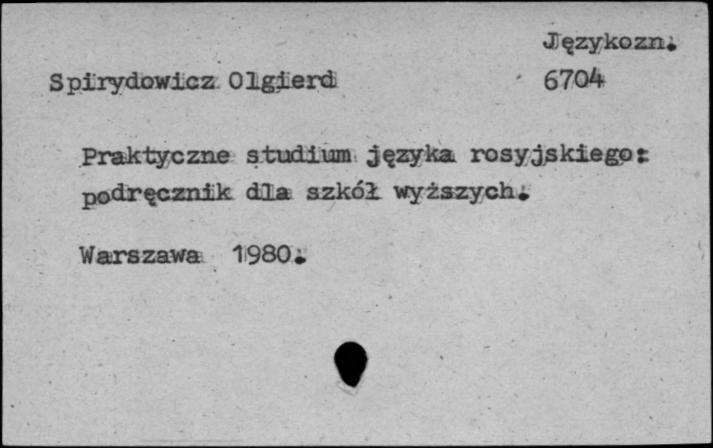 Językozn.
Spirydowicz Olgierd 6704
Praktyczne studium języka rosyjskiego:
podręcznik dla szkół wyższych.
Warszawa 1980.